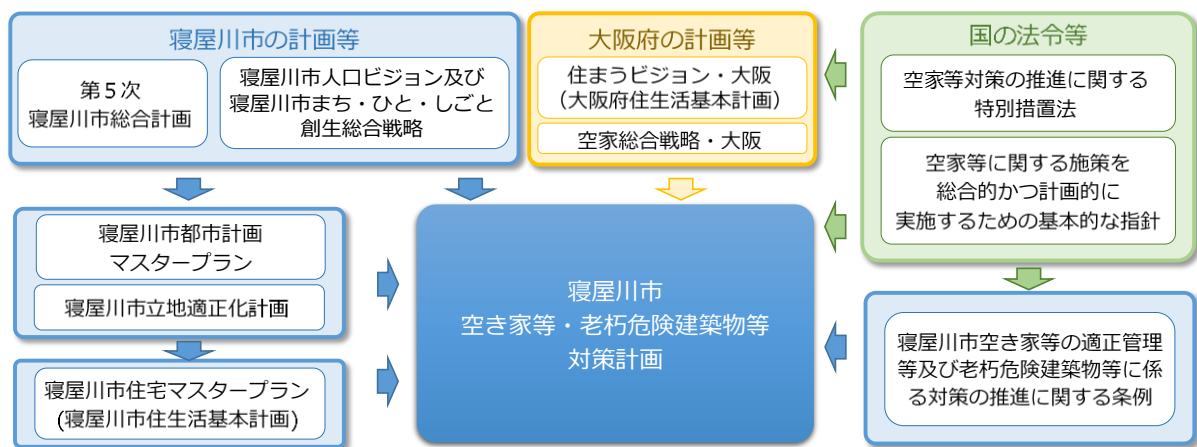 寝屋川市の計画等
第５次
寝屋川市総合計画
寝屋川市人口ビジョン及び
寝屋川市まち・ひと・しごと
創生総合戦略
大阪府の計画等
住まうビジョン・大阪
（大阪府住生活基本計画）
空家総合戦略・大阪
国の法令等
空家等対策の推進に関する
特別措置法
空家等に関する施策を
総合的かつ計画的に
実施するための基本的な指針
寝屋川市都市計画
マスタープラン
寝屋川市立地適正化計画
寝屋川市住宅マスタープラン
(寝屋川市住生活基本計画)
寝屋川市
空き家等・老朽危険建築物等
対策計画
寝屋川市空き家等の適正管理
等及び老朽危険建築物等に係
る対策の推進に関する条例